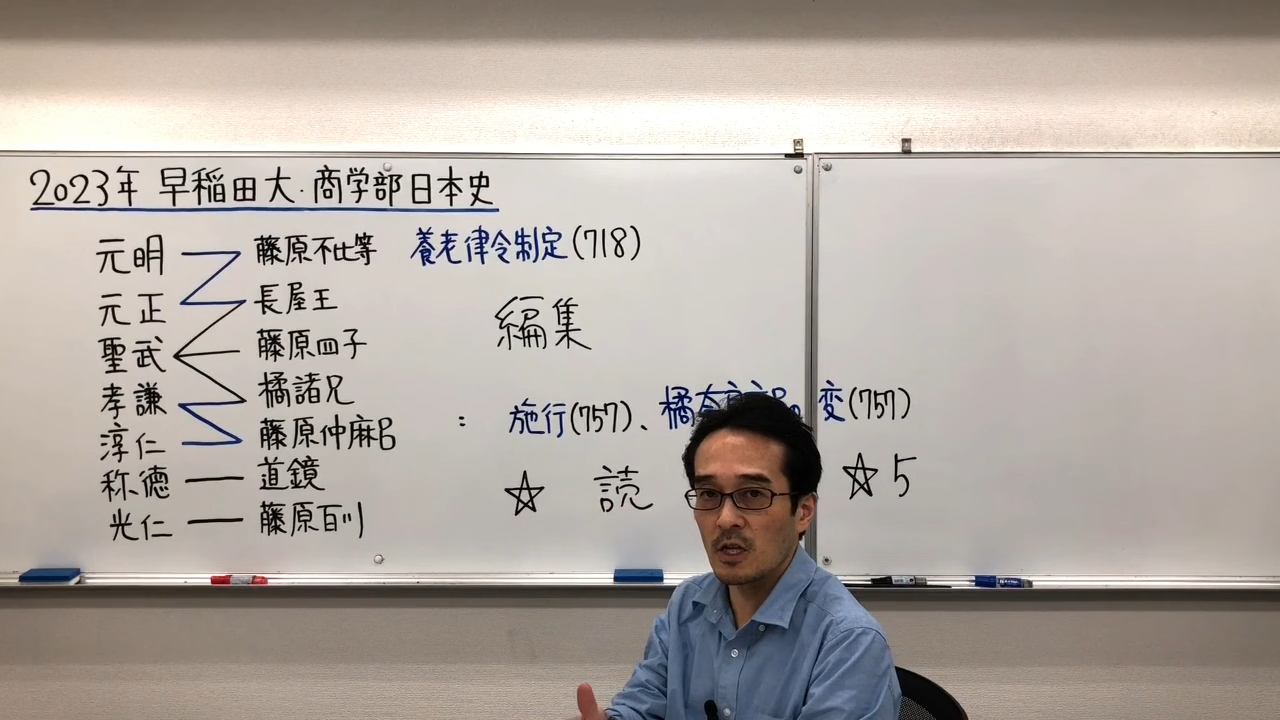 2023年 早稲田大・商学部日本史
元明 藤原不比等 養老律令制定(718)
元正 長屋王
編集
聖武 藤原四子
孝謙 橘諸兄
淳仁 藤原仲麻呂 : 施行(757)、橘奈 変(757)
称徳 道鏡 ☆ 読 ☆5
光仁 藤原百川